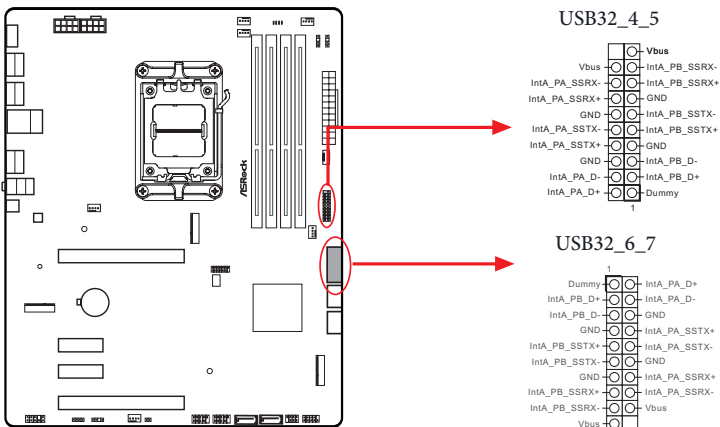 USB32_4_5
Vbus
Vbus IntA_PB_SSRX-
IntA_PA_SSRX- IntA_PB_SSRX+
IntA_PA_SSRX+ GND
GND IntA_PB_SSTX-
IntA_PA_SSTX- IntA_PB_SSTX+
IntA_PA_SSTX+ GND
GND IntA_PB_D-
IntA_PA_D- IntA_PB_D+
IntA_PA_D+ Dummy
1
ASRock
USB32_6_7
1
Dummy IntA_PA_D+
IntA_PB_D+ IntA_PA_D-
IntA_PB_D- GND
GND IntA_PA_SSTX+
IntA_PB_SSTX+ IntA_PA_SSTX-
IntA_PB_SSTX- GND
GND IntA_PA_SSRX+
IntA_PB_SSRX+ IntA_PA_SSRX-
IntA_PB_SSRX- Vbus
Vbus